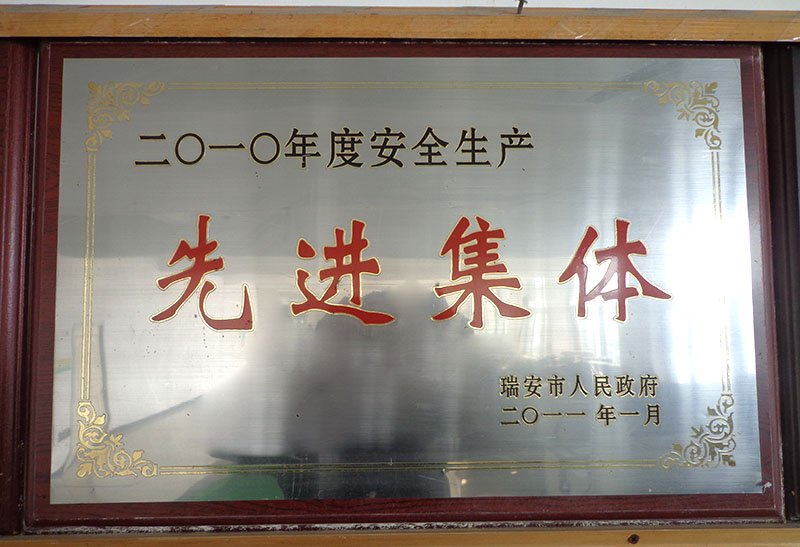 二〇一〇年度安全生产
先进集体
瑞安市人民政府
二〇一一年一月